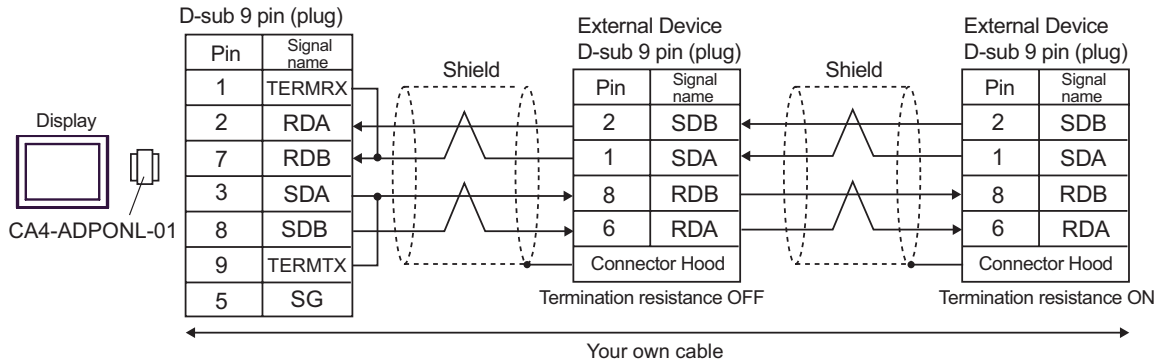 D-sub 9 pin (plug)
Pin Signal name
1 TERMRX
2 RDA
7 RDB
3 SDA
8 SDB
9 TERMTX
5 SG
Display
CA4-ADPONL-01
Shield
External Device
D-sub 9 pin (plug)
Pin Signal name
2 SDB
1 SDA
8 RDB
6 RDA
Connector Hood
Termination resistance OFF
Shield
External Device
D-sub 9 pin (plug)
Pin Signal name
2 SDB
1 SDA
8 RDB
6 RDA
Connector Hood
Termination resistance ON
Your own cable